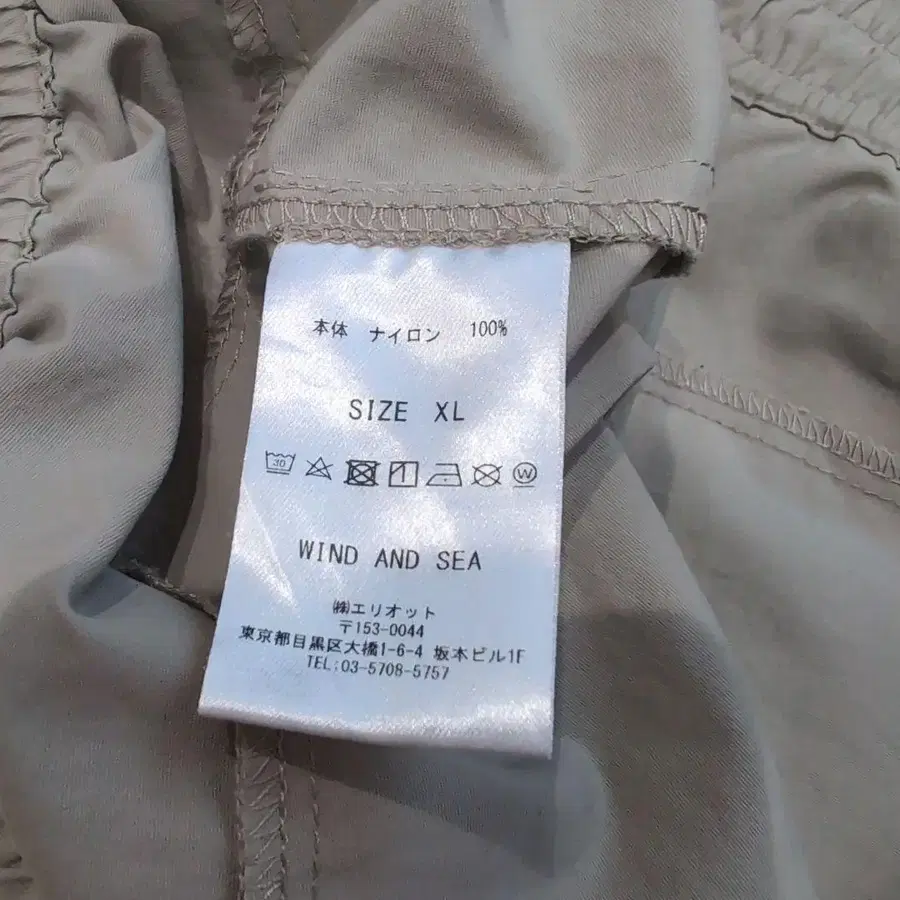 本体 ナイロン 100%
SIZE XL
30 W
WIND AND SEA
㈱エリオット
〒153-0044
東京都目黒区大橋1-6-4 坂本ビル1F
TEL:03-5708-5757